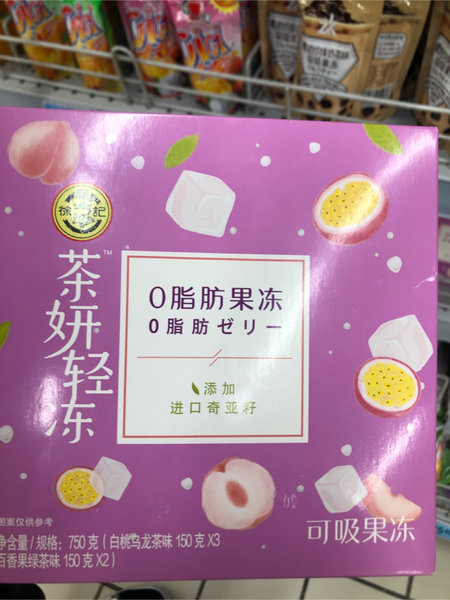 徐福記
茶妍轻冻
TM
0脂肪果冻
0脂肪ゼリー
添加
进口奇亚籽
图案仅供参考
净含量/规格：750克（白桃乌龙茶味 150克X3
百香果绿茶味 150克X2）
可吸果冻